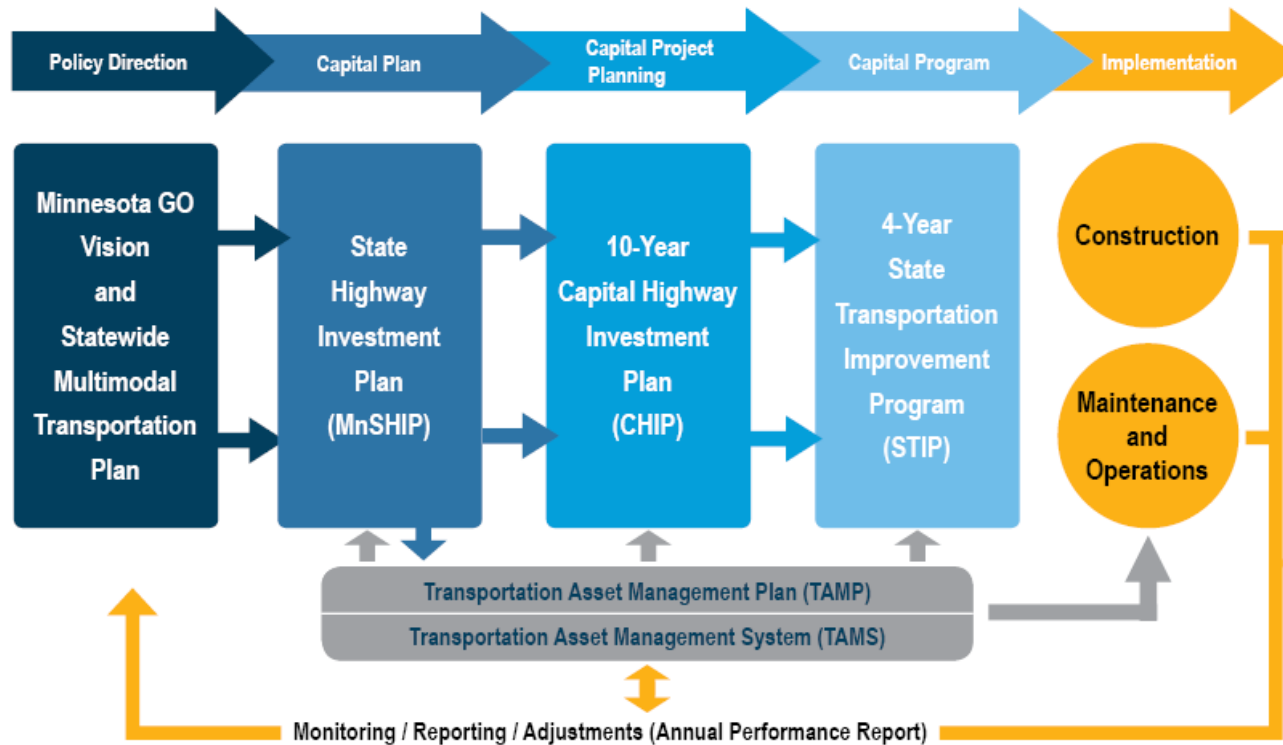 Policy Direction
Capital Plan
Capital Project
Planning
Capital Program
Implementation
Minnesota GO
Vision
and
Statewide
Multimodal
Transportation
Plan
State
Highway
Investment
Plan
(MnSHIP)
10-Year
Capital Highway
Investment
Plan
(CHIP)
4-Year
State
Transportation
Improvement
Program
(STIP)
Construction
Maintenance
and
Operations
Transportation Asset Management Plan (TAMP)
Transportation Asset Management System (TAMS)
Monitoring / Reporting / Adjustments (Annual Performance Report)